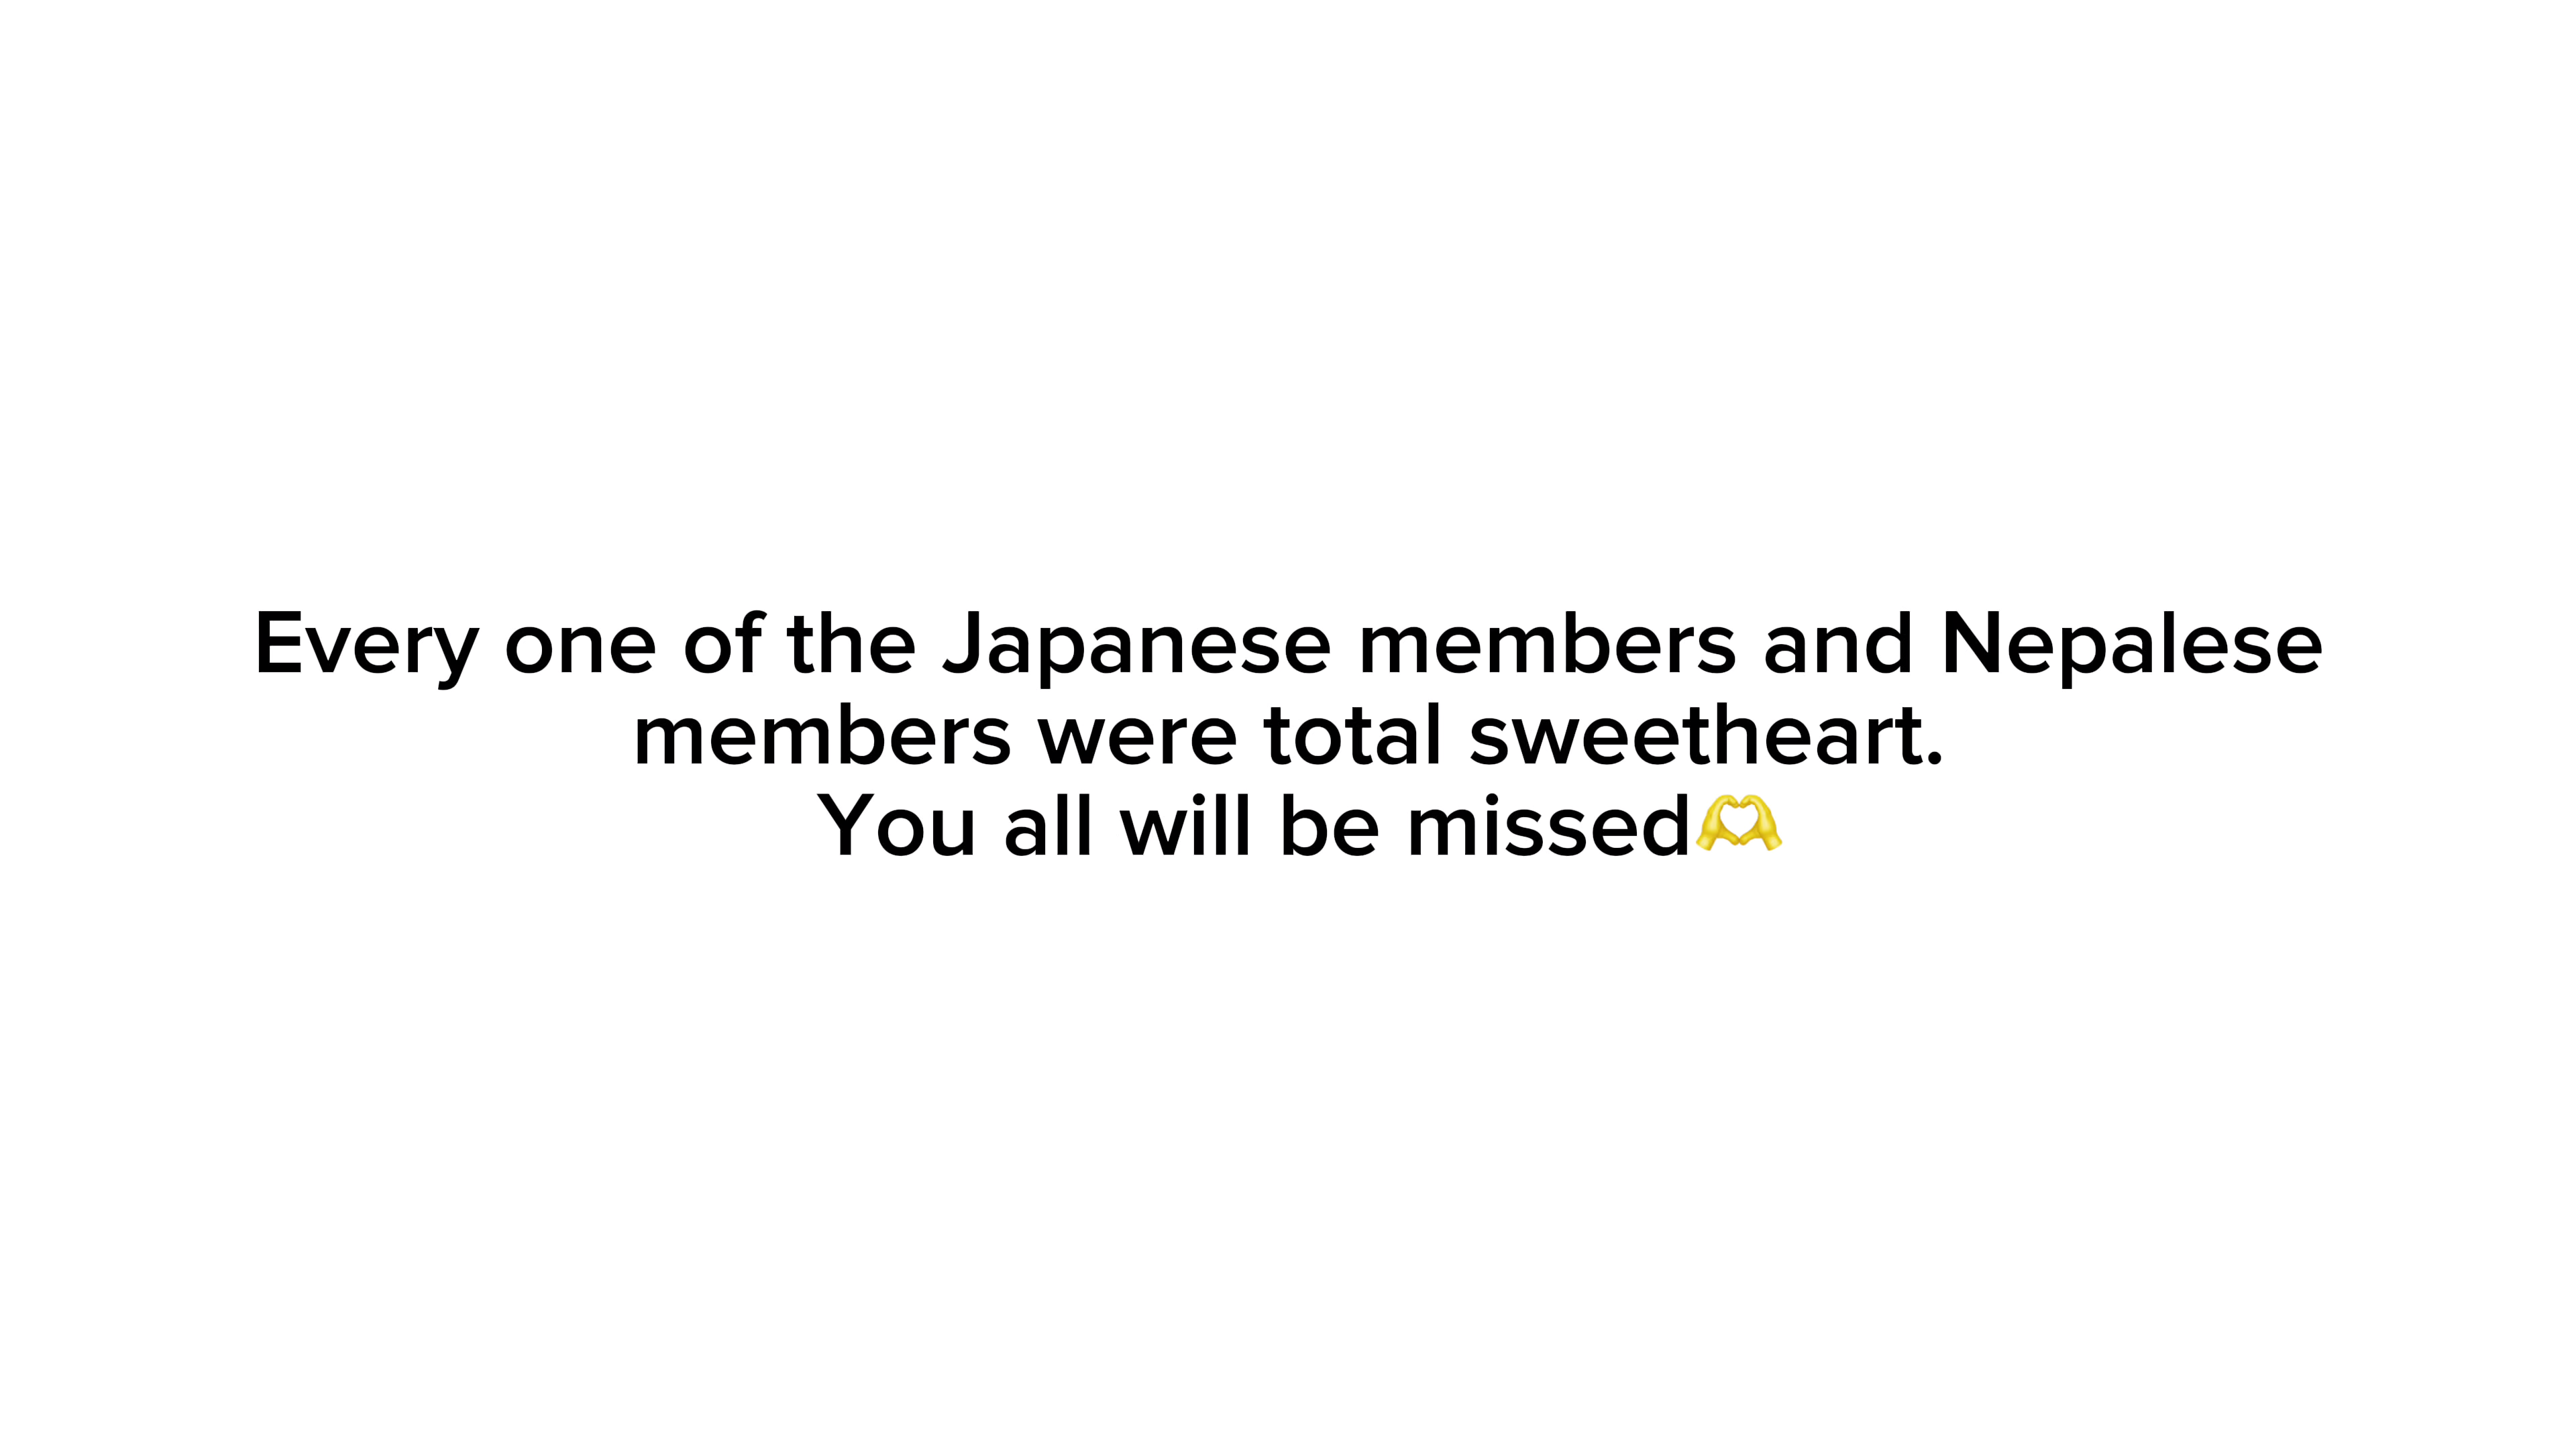 Every one of the Japanese members and Nepalese
members were total sweetheart.
You all will be missed🫶